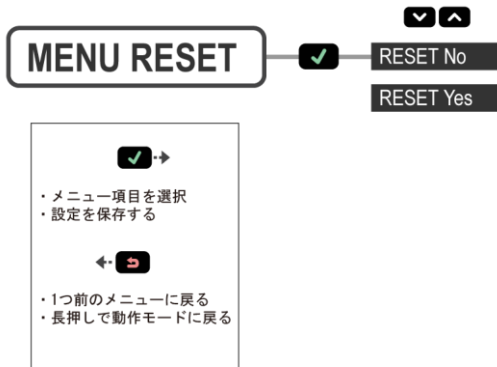 MENU RESET
RESET No
RESET Yes
・メニュー項目を選択
・設定を保存する
・1つ前のメニューに戻る
・長押しで動作モードに戻る